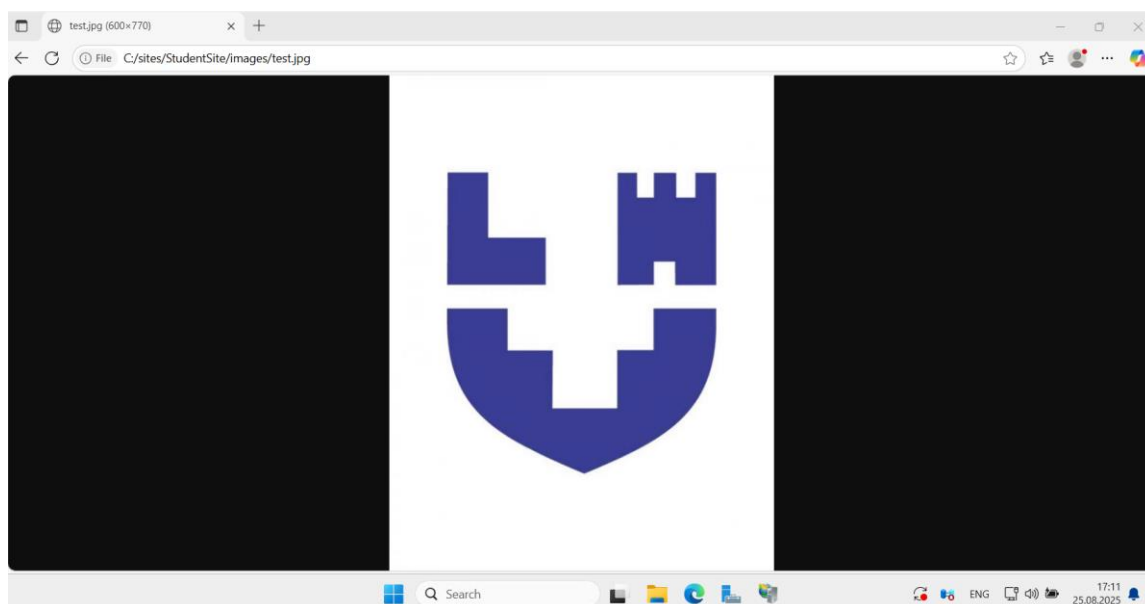 test.jpg (600×770)
File C:/sites/StudentSite/images/test.jpg
Search
ENG
17:11
25.08.2025